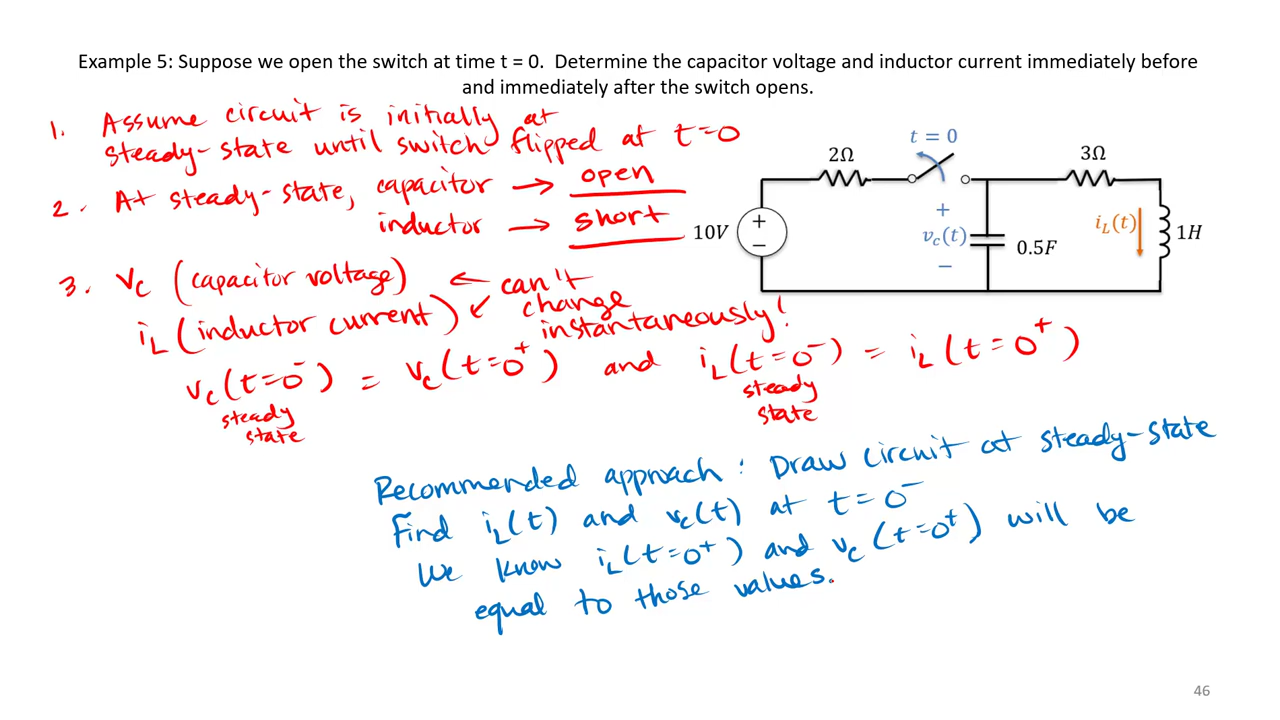 Example 5: Suppose we open the switch at time t = 0. Determine the capacitor voltage and inductor current immediately before
and immediately after the switch opens.
1. Assume circuit is initially at
steady-state until switch flipped at t=0
2. At steady-state, capacitor → open
inductor → short
3. vc (capacitor voltage) ← can't
iL (inductor current) ↙ change
instantaneously!
vc(t=0⁻) = vc(t=0⁺) and iL(t=0⁻) = iL(t=0⁺)
steady
state
steady
state
t = 0
2Ω
3Ω
10V
+
−
+
vc(t)
−
0.5F
iL(t)
1H
Recommended approach: Draw circuit at steady-state
Find iL(t) and vc(t) at t=0⁻
We know iL(t=0⁺) and vc(t=0⁺) will be
equal to those values.
46